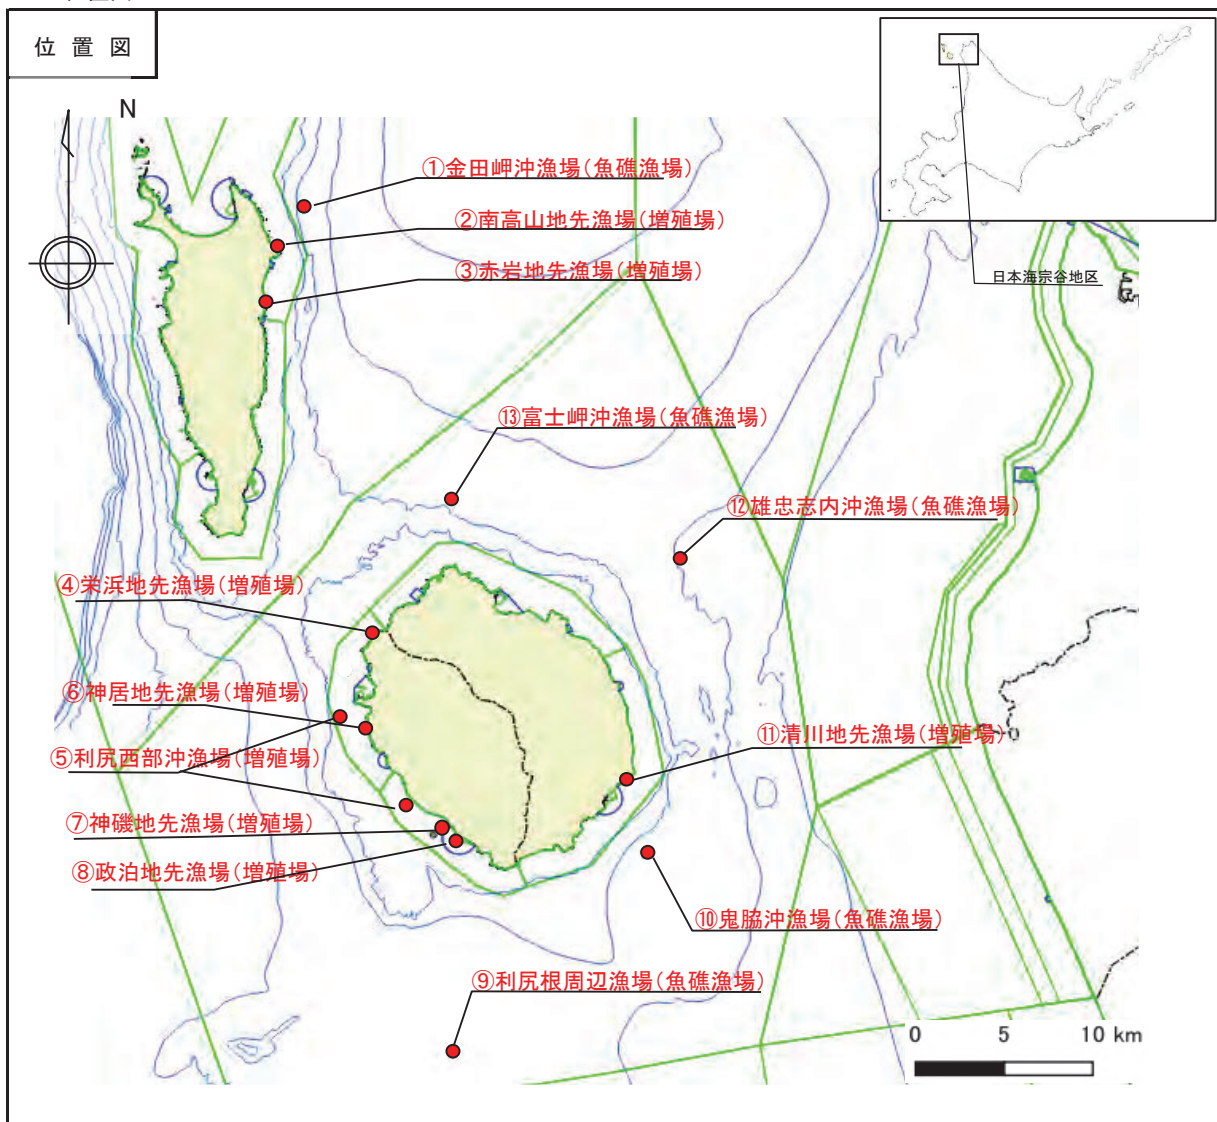 位置図
N
①金田岬沖漁場(魚礁漁場)
②南高山地先漁場(増殖場)
③赤岩地先漁場(増殖場)
日本海宗谷地区
⑬富士岬沖漁場(魚礁漁場)
⑫雄忠志内沖漁場(魚礁漁場)
④栄浜地先漁場(増殖場)
⑥神居地先漁場(増殖場)
⑪清川地先漁場(増殖場)
⑤利尻西部沖漁場(増殖場)
⑦神磯地先漁場(増殖場)
⑧政泊地先漁場(増殖場)
⑩鬼脇沖漁場(魚礁漁場)
⑨利尻根周辺漁場(魚礁漁場)
0 5 10 km